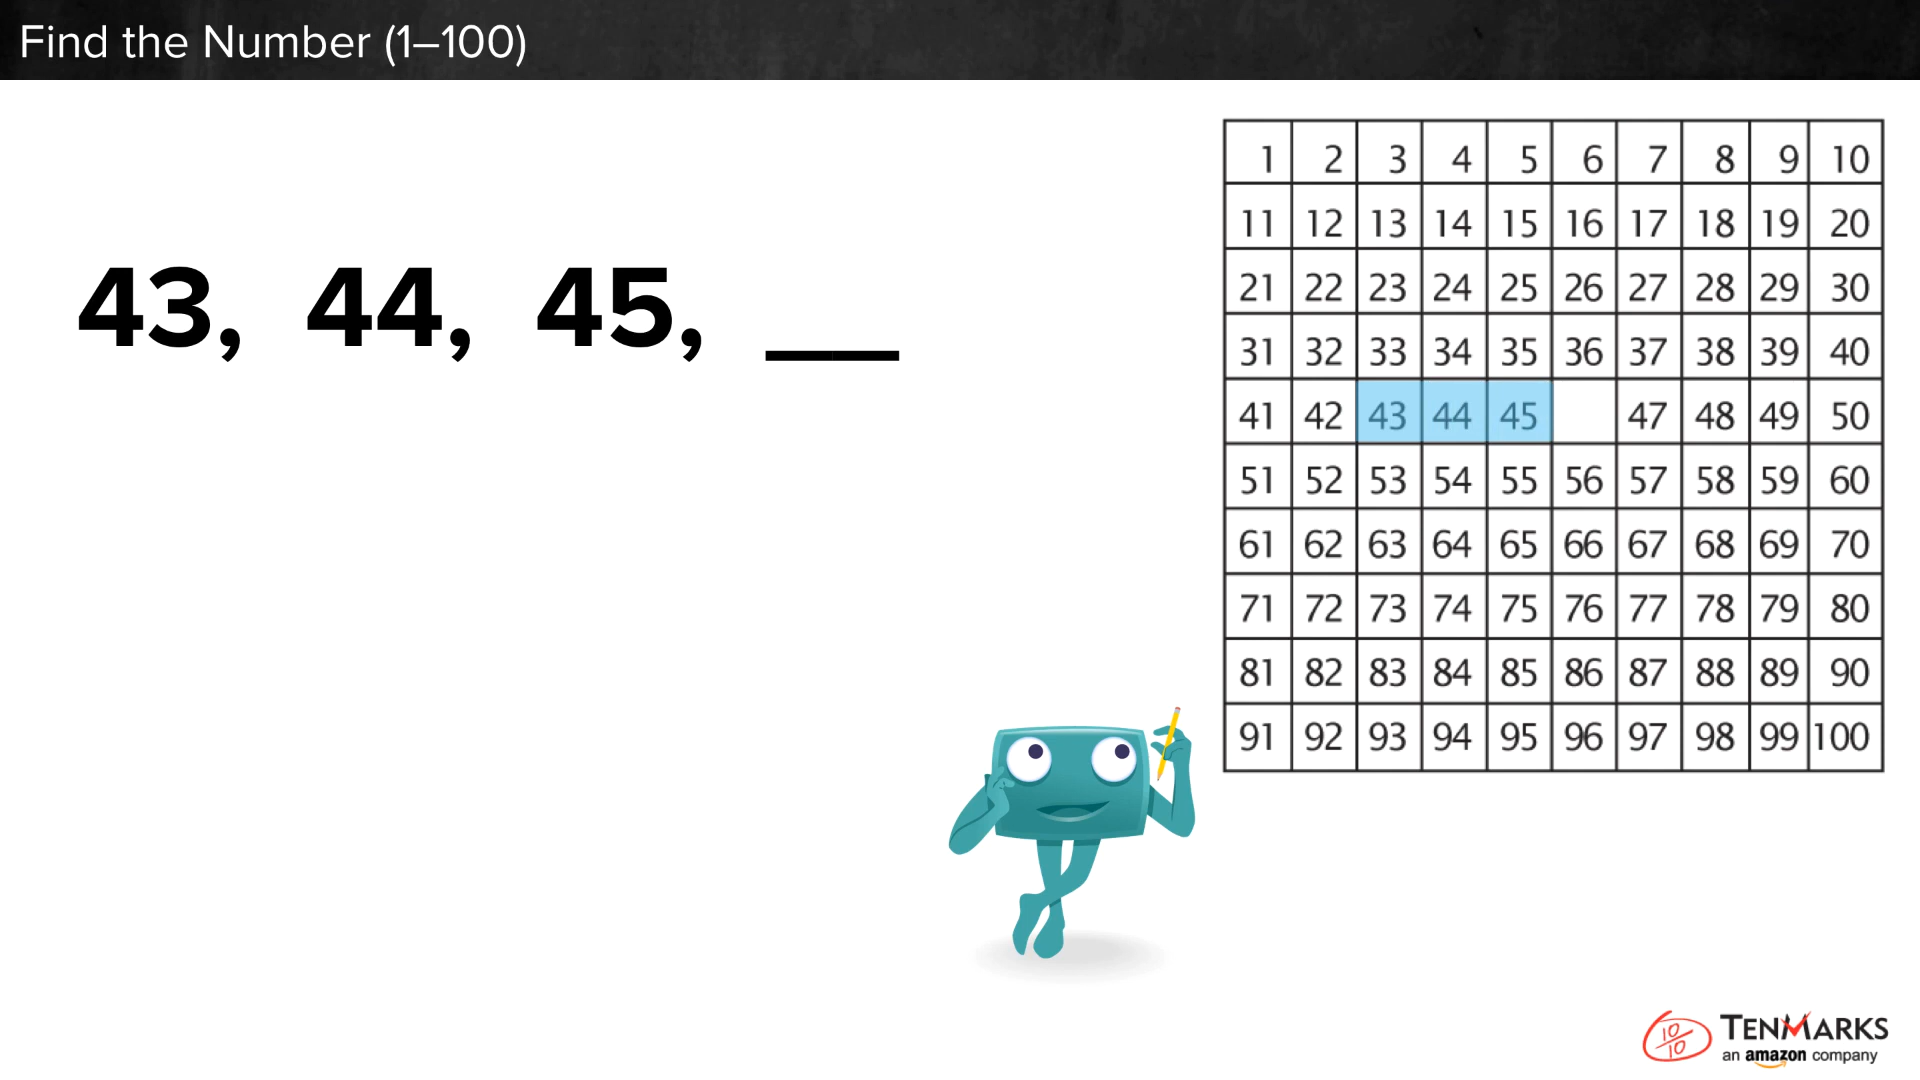 Find the Number (1–100)
43, 44, 45, __
1 2 3 4 5 6 7 8 9 10
11 12 13 14 15 16 17 18 19 20
21 22 23 24 25 26 27 28 29 30
31 32 33 34 35 36 37 38 39 40
41 42 43 44 45 47 48 49 50
51 52 53 54 55 56 57 58 59 60
61 62 63 64 65 66 67 68 69 70
71 72 73 74 75 76 77 78 79 80
81 82 83 84 85 86 87 88 89 90
91 92 93 94 95 96 97 98 99 100
10/10 TENMARKS
an amazon company